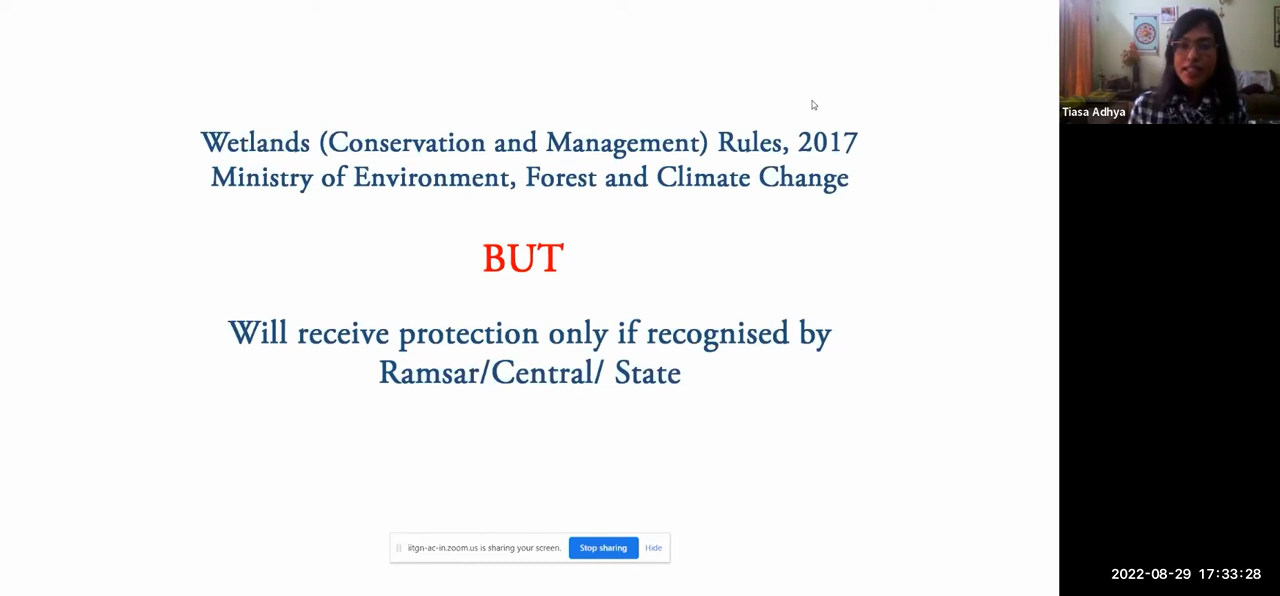 Wetlands (Conservation and Management) Rules, 2017
Ministry of Environment, Forest and Climate Change
BUT
Will receive protection only if recognised by
Ramsar/Central/ State
Tiasa Adhya
iitgn-ac-in.zoom.us is sharing your screen. Stop sharing Hide
2022-08-29 17:33:28